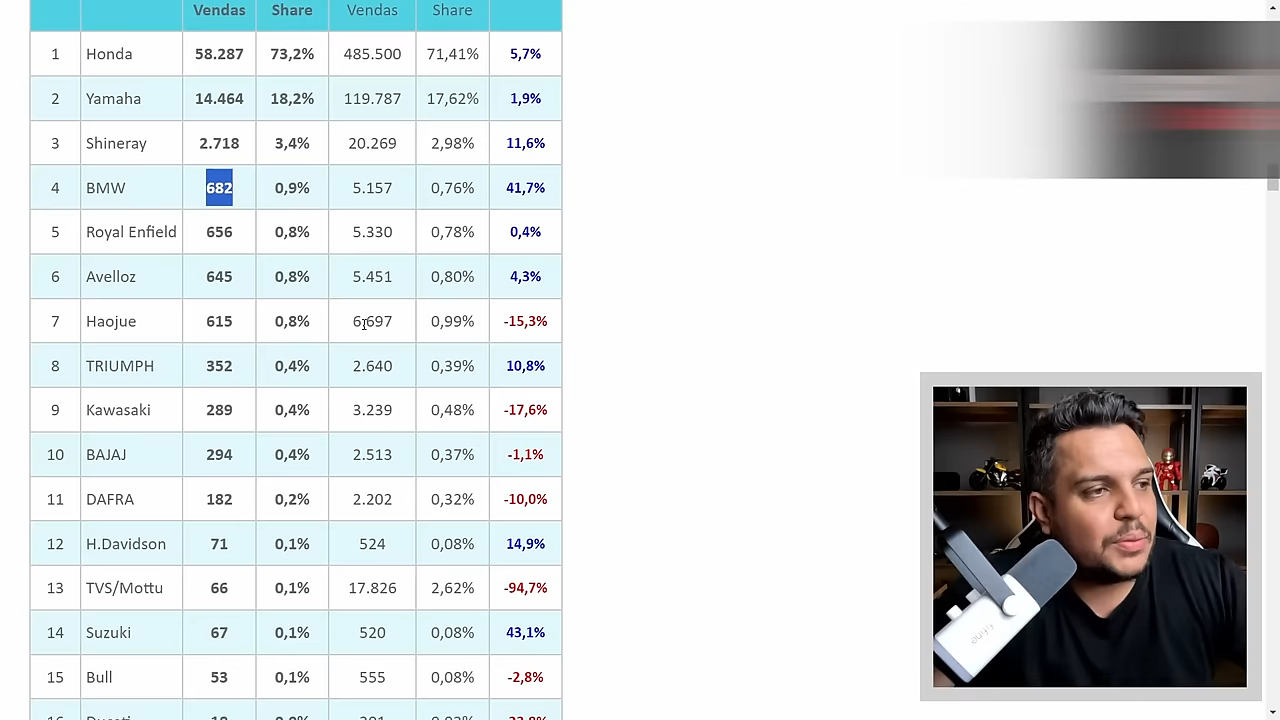 Vendas Share Vendas Share
1 Honda 58.287 73,2% 485.500 71,41% 5,7%
2 Yamaha 14.464 18,2% 119.787 17,62% 1,9%
3 Shineray 2.718 3,4% 20.269 2,98% 11,6%
4 BMW 682 0,9% 5.157 0,76% 41,7%
5 Royal Enfield 656 0,8% 5.330 0,78% 0,4%
6 Avelloz 645 0,8% 5.451 0,80% 4,3%
7 Haojue 615 0,8% 6.697 0,99% -15,3%
8 TRIUMPH 352 0,4% 2.640 0,39% 10,8%
9 Kawasaki 289 0,4% 3.239 0,48% -17,6%
10 BAJAJ 294 0,4% 2.513 0,37% -1,1%
11 DAFRA 182 0,2% 2.202 0,32% -10,0%
12 H.Davidson 71 0,1% 524 0,08% 14,9%
13 TVS/Mottu 66 0,1% 17.826 2,62% -94,7%
14 Suzuki 67 0,1% 520 0,08% 43,1%
15 Bull 53 0,1% 555 0,08% -2,8%